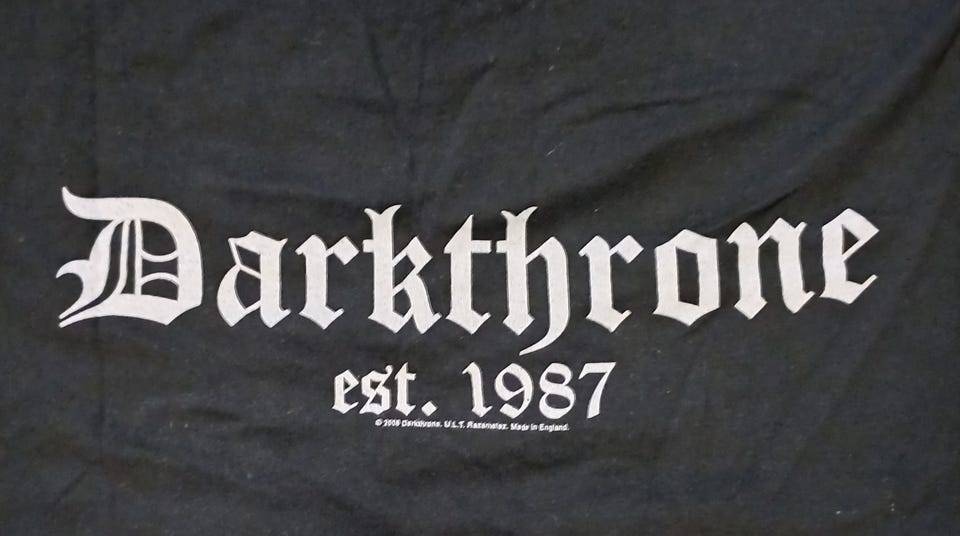 Darkthrone
est. 1987
© 2008 Darkthrone. U.L.T. Razamataz. Made in England.